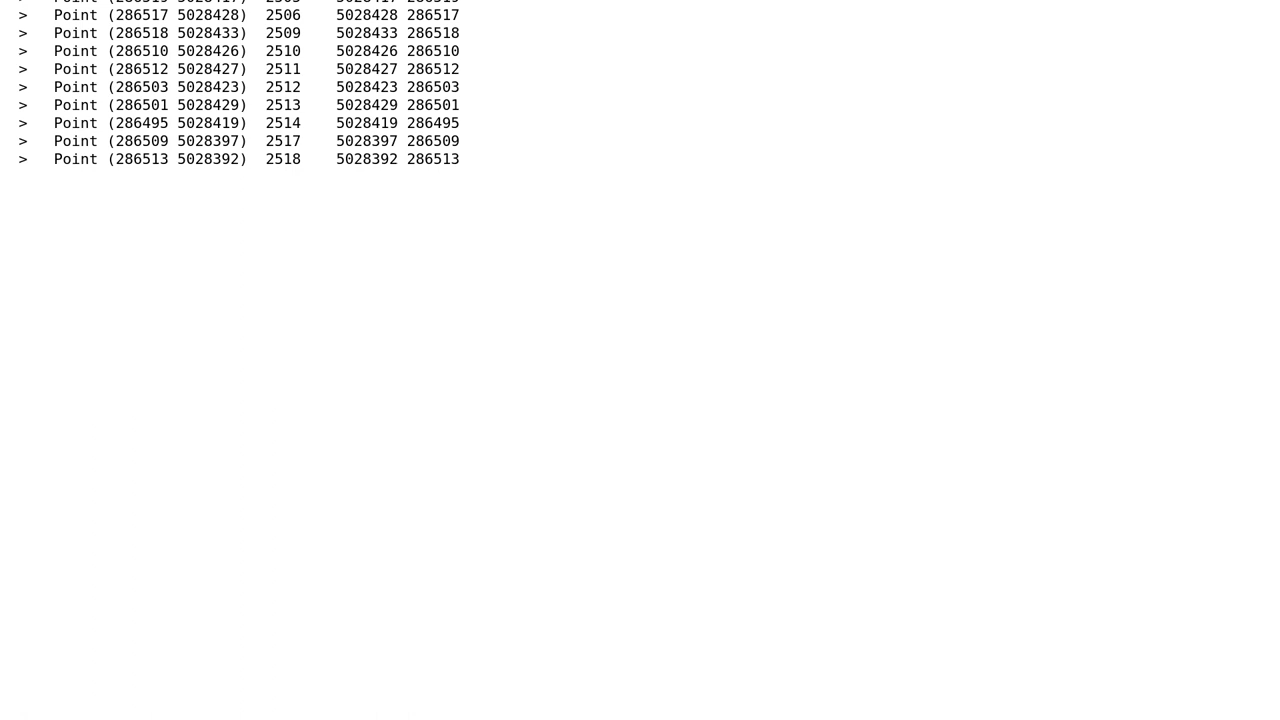 > Point (286517 5028428) 2506 5028428 286517
> Point (286518 5028433) 2509 5028433 286518
> Point (286510 5028426) 2510 5028426 286510
> Point (286512 5028427) 2511 5028427 286512
> Point (286503 5028423) 2512 5028423 286503
> Point (286501 5028429) 2513 5028429 286501
> Point (286495 5028419) 2514 5028419 286495
> Point (286509 5028397) 2517 5028397 286509
> Point (286513 5028392) 2518 5028392 286513